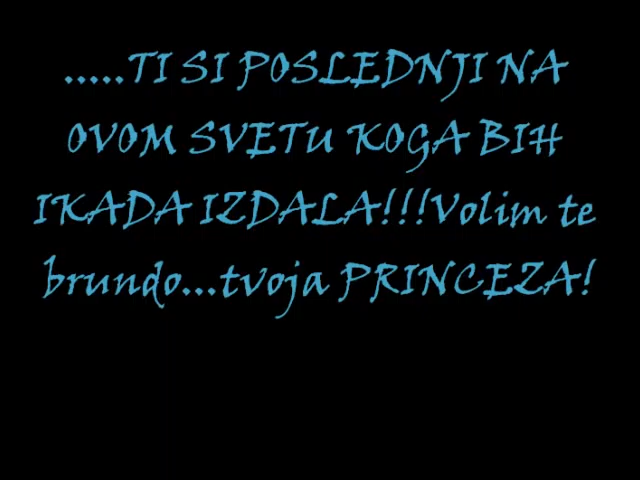 .....TI SI POSLEDNJI NA
OVOM SVETU KOGA BIH
IKADA IZDALA!!!Volim te
brundo...tvoja PRINCEZA!